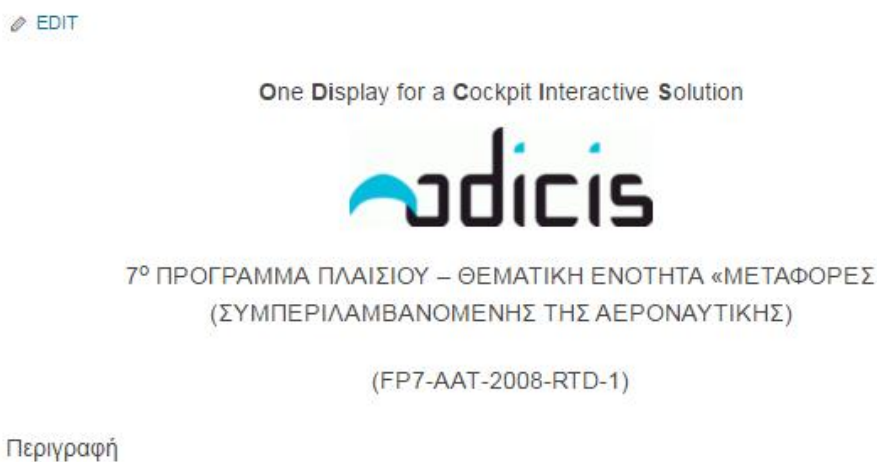 EDIT
One Display for a Cockpit Interactive Solution
odicis
7ο ΠΡΟΓΡΑΜΜΑ ΠΛΑΙΣΙΟΥ – ΘΕΜΑΤΙΚΗ ΕΝΟΤΗΤΑ «ΜΕΤΑΦΟΡΕΣ
(ΣΥΜΠΕΡΙΛΑΜΒΑΝΟΜΕΝΗΣ ΤΗΣ ΑΕΡΟΝΑΥΤΙΚΗΣ)
(FP7-AAT-2008-RTD-1)
Περιγραφή